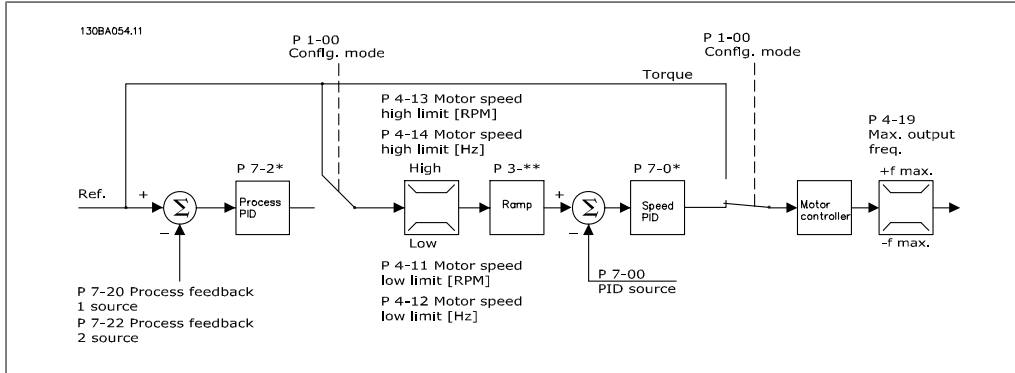 130BA054.11
P 1-00
Config. mode
P 1-00
Config. mode
Torque
P 4-13 Motor speed
high limit [RPM]
P 4-14 Motor speed
high limit [Hz]
P 4-19
Max. output
freq.
P 7-2*
High
P 3-**
P 7-0*
+f max.
Ref.
+
Σ
Process
PID
Ramp
+
Σ
Speed
PID
Motor
controller
−
Low
−
-f max.
P 4-11 Motor speed
low limit [RPM]
P 4-12 Motor speed
low limit [Hz]
P 7-00
PID source
P 7-20 Process feedback
1 source
P 7-22 Process feedback
2 source